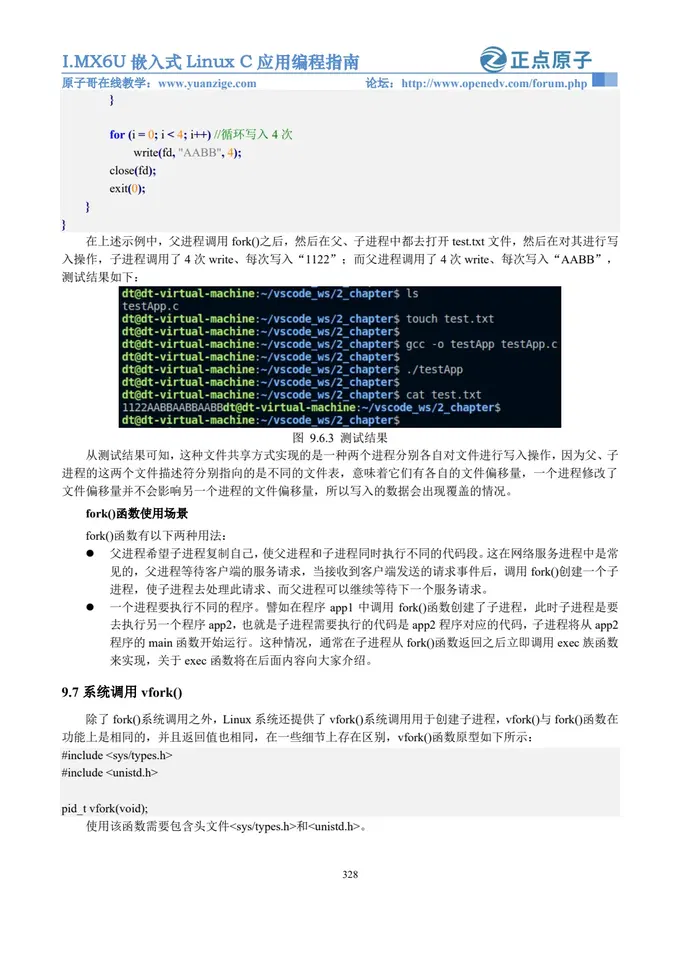 I.MX6U 嵌入式 Linux C 应用编程指南
正点原子
原子哥在线教学：www.yuanzige.com 论坛：http://www.openedv.com/forum.php
}
for (i = 0; i < 4; i++) //循环写入 4 次
write(fd, "AABB", 4);
close(fd);
exit(0);
}
}
在上述示例中，父进程调用 fork()之后，然后在父、子进程中都去打开 test.txt 文件，然后在对其进行写
入操作，子进程调用了 4 次 write、每次写入“1122”；而父进程调用了 4 次 write、每次写入“AABB”，
测试结果如下：
dt@dt-virtual-machine:~/vscode_ws/2_chapter$ ls
testApp.c
dt@dt-virtual-machine:~/vscode_ws/2_chapter$ touch test.txt
dt@dt-virtual-machine:~/vscode_ws/2_chapter$
dt@dt-virtual-machine:~/vscode_ws/2_chapter$ gcc -o testApp testApp.c
dt@dt-virtual-machine:~/vscode_ws/2_chapter$
dt@dt-virtual-machine:~/vscode_ws/2_chapter$ ./testApp
dt@dt-virtual-machine:~/vscode_ws/2_chapter$
dt@dt-virtual-machine:~/vscode_ws/2_chapter$ cat test.txt
1122AABBAABBAABBdt@dt-virtual-machine:~/vscode_ws/2_chapter$
dt@dt-virtual-machine:~/vscode_ws/2_chapter$
图 9.6.3 测试结果
从测试结果可知，这种文件共享方式实现的是一种两个进程分别各自对文件进行写入操作，因为父、子
进程的这两个文件描述符分别指向的是不同的文件表，意味着它们有各自的文件偏移量，一个进程修改了
文件偏移量并不会影响另一个进程的文件偏移量，所以写入的数据会出现覆盖的情况。
fork()函数使用场景
fork()函数有以下两种用法：
● 父进程希望子进程复制自己，使父进程和子进程同时执行不同的代码段。这在网络服务进程中是常
见的，父进程等待客户端的服务请求，当接收到客户端发送的请求事件后，调用 fork()创建一个子
进程，使子进程去处理此请求、而父进程可以继续等待下一个服务请求。
● 一个进程要执行不同的程序。譬如在程序 app1 中调用 fork()函数创建了子进程，此时子进程是要
去执行另一个程序 app2，也就是子进程需要执行的代码是 app2 程序对应的代码，子进程将从 app2
程序的 main 函数开始运行。这种情况，通常在子进程从 fork()函数返回之后立即调用 exec 族函数
来实现，关于 exec 函数将在后面内容向大家介绍。
9.7 系统调用 vfork()
除了 fork()系统调用之外，Linux 系统还提供了 vfork()系统调用用于创建子进程，vfork()与 fork()函数在
功能上是相同的，并且返回值也相同，在一些细节上存在区别，vfork()函数原型如下所示：
#include <sys/types.h>
#include <unistd.h>
pid_t vfork(void);
使用该函数需要包含头文件<sys/types.h>和<unistd.h>。
328